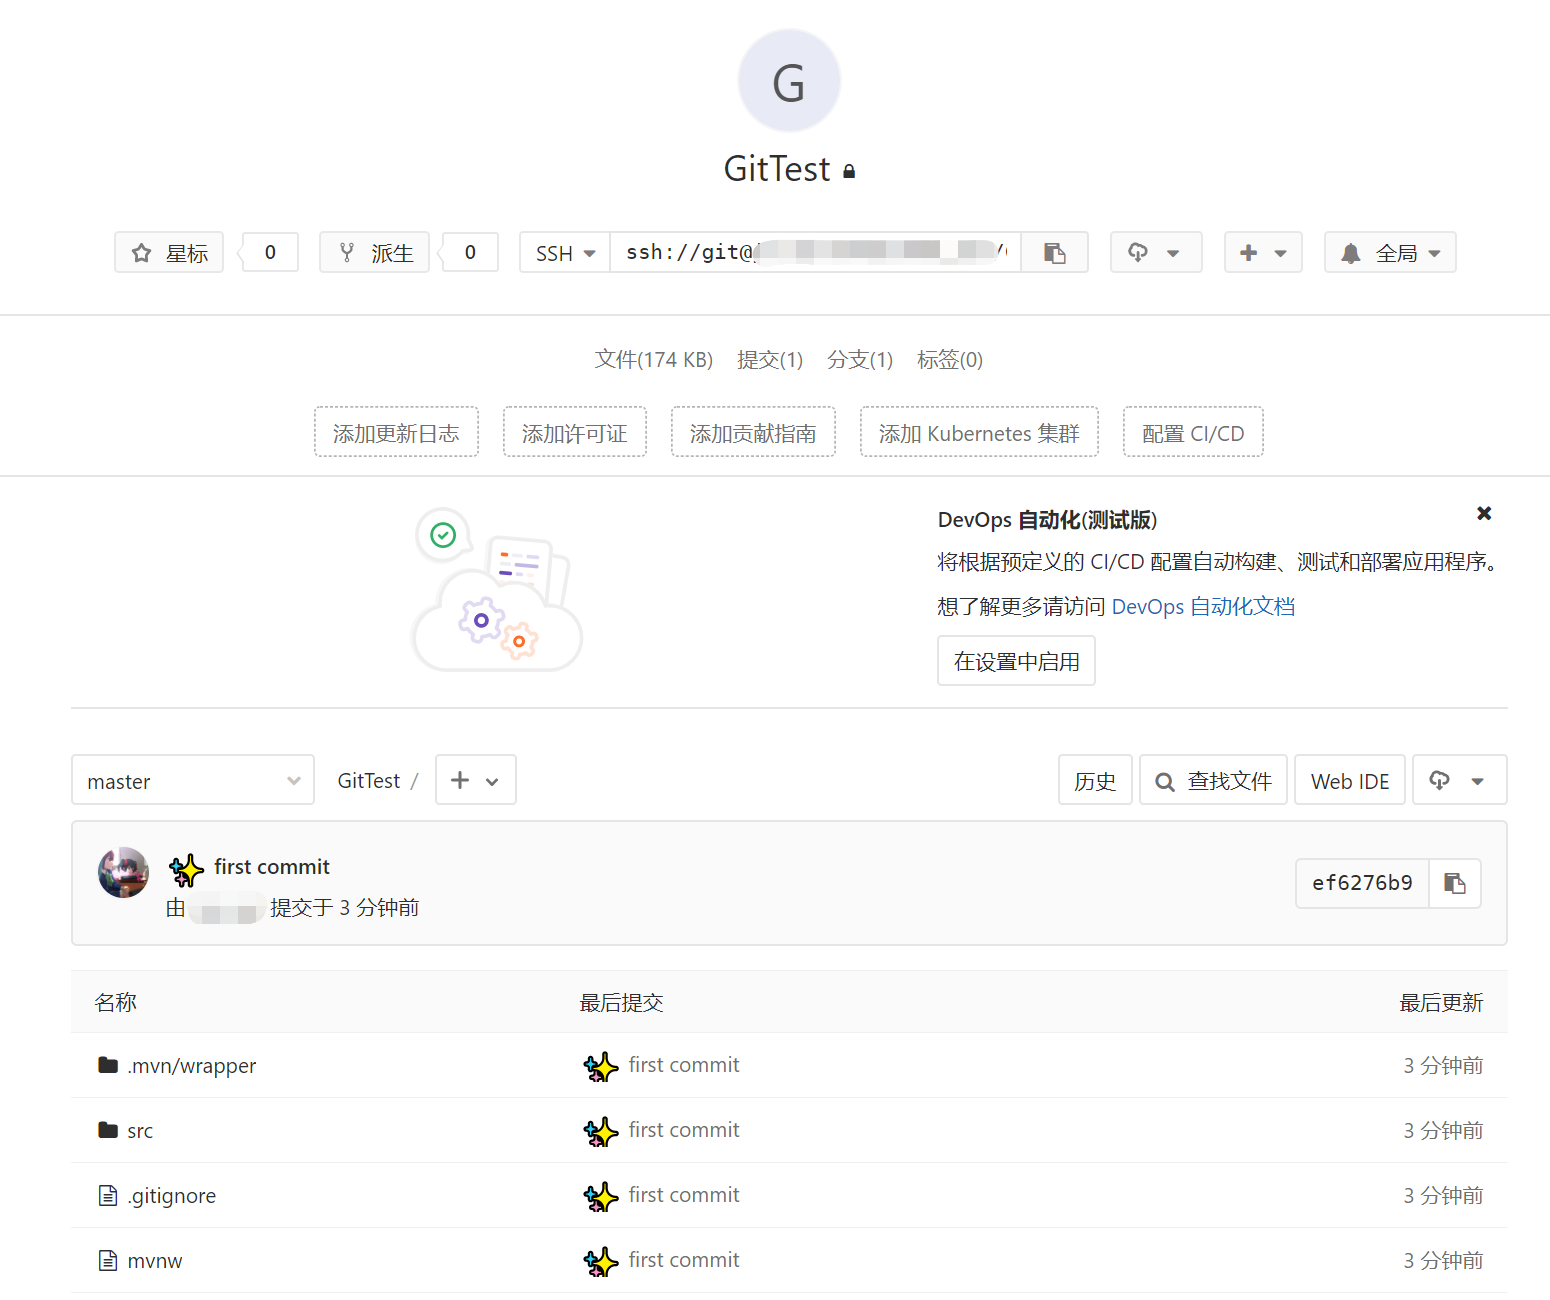 G
GitTest
星标 0 派生 0 SSH ssh://git@ 全局
文件(174 KB) 提交(1) 分支(1) 标签(0)
添加更新日志 添加许可证 添加贡献指南 添加 Kubernetes 集群 配置 CI/CD
DevOps 自动化(测试版)
将根据预定义的 CI/CD 配置自动构建、测试和部署应用程序。
想了解更多请访问 DevOps 自动化文档
在设置中启用
master GitTest / 历史 查找文件 Web IDE
first commit
ef6276b9
由 提交于 3 分钟前
名称 最后提交 最后更新
.mvn/wrapper first commit 3 分钟前
src first commit 3 分钟前
.gitignore first commit 3 分钟前
mvnw first commit 3 分钟前